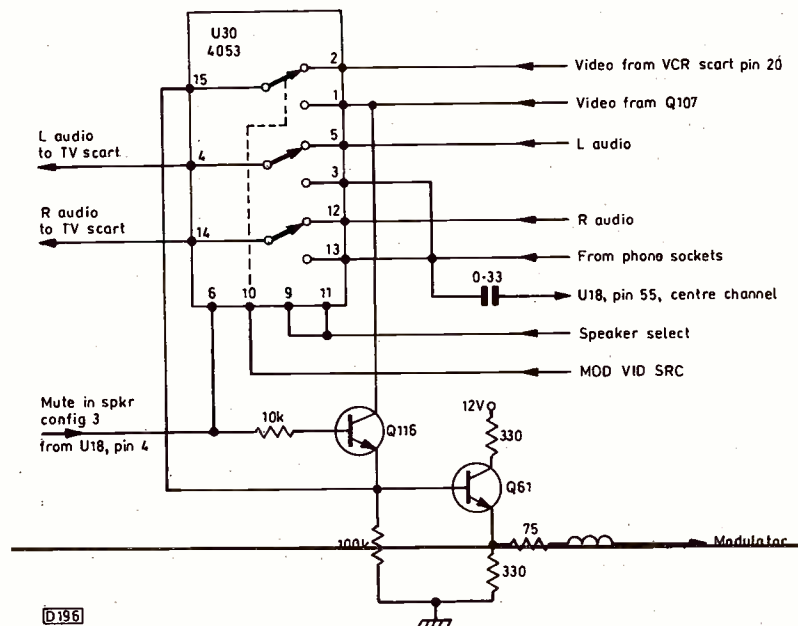 U30
4053
15
2
Video from VCR scart pin 20
1
Video from Q107
L audio
to TV scart
4
5
L audio
3
R audio
to TV scart
14
12
R audio
13
From phono sockets
0·33
U18, pin 55, centre channel
6
10
9
11
Speaker select
MOD VID SRC
Mute in spkr
config 3
from U18, pin 4
10k
Q116
12V
330
Q61
100k
75
Modulator
330
D196